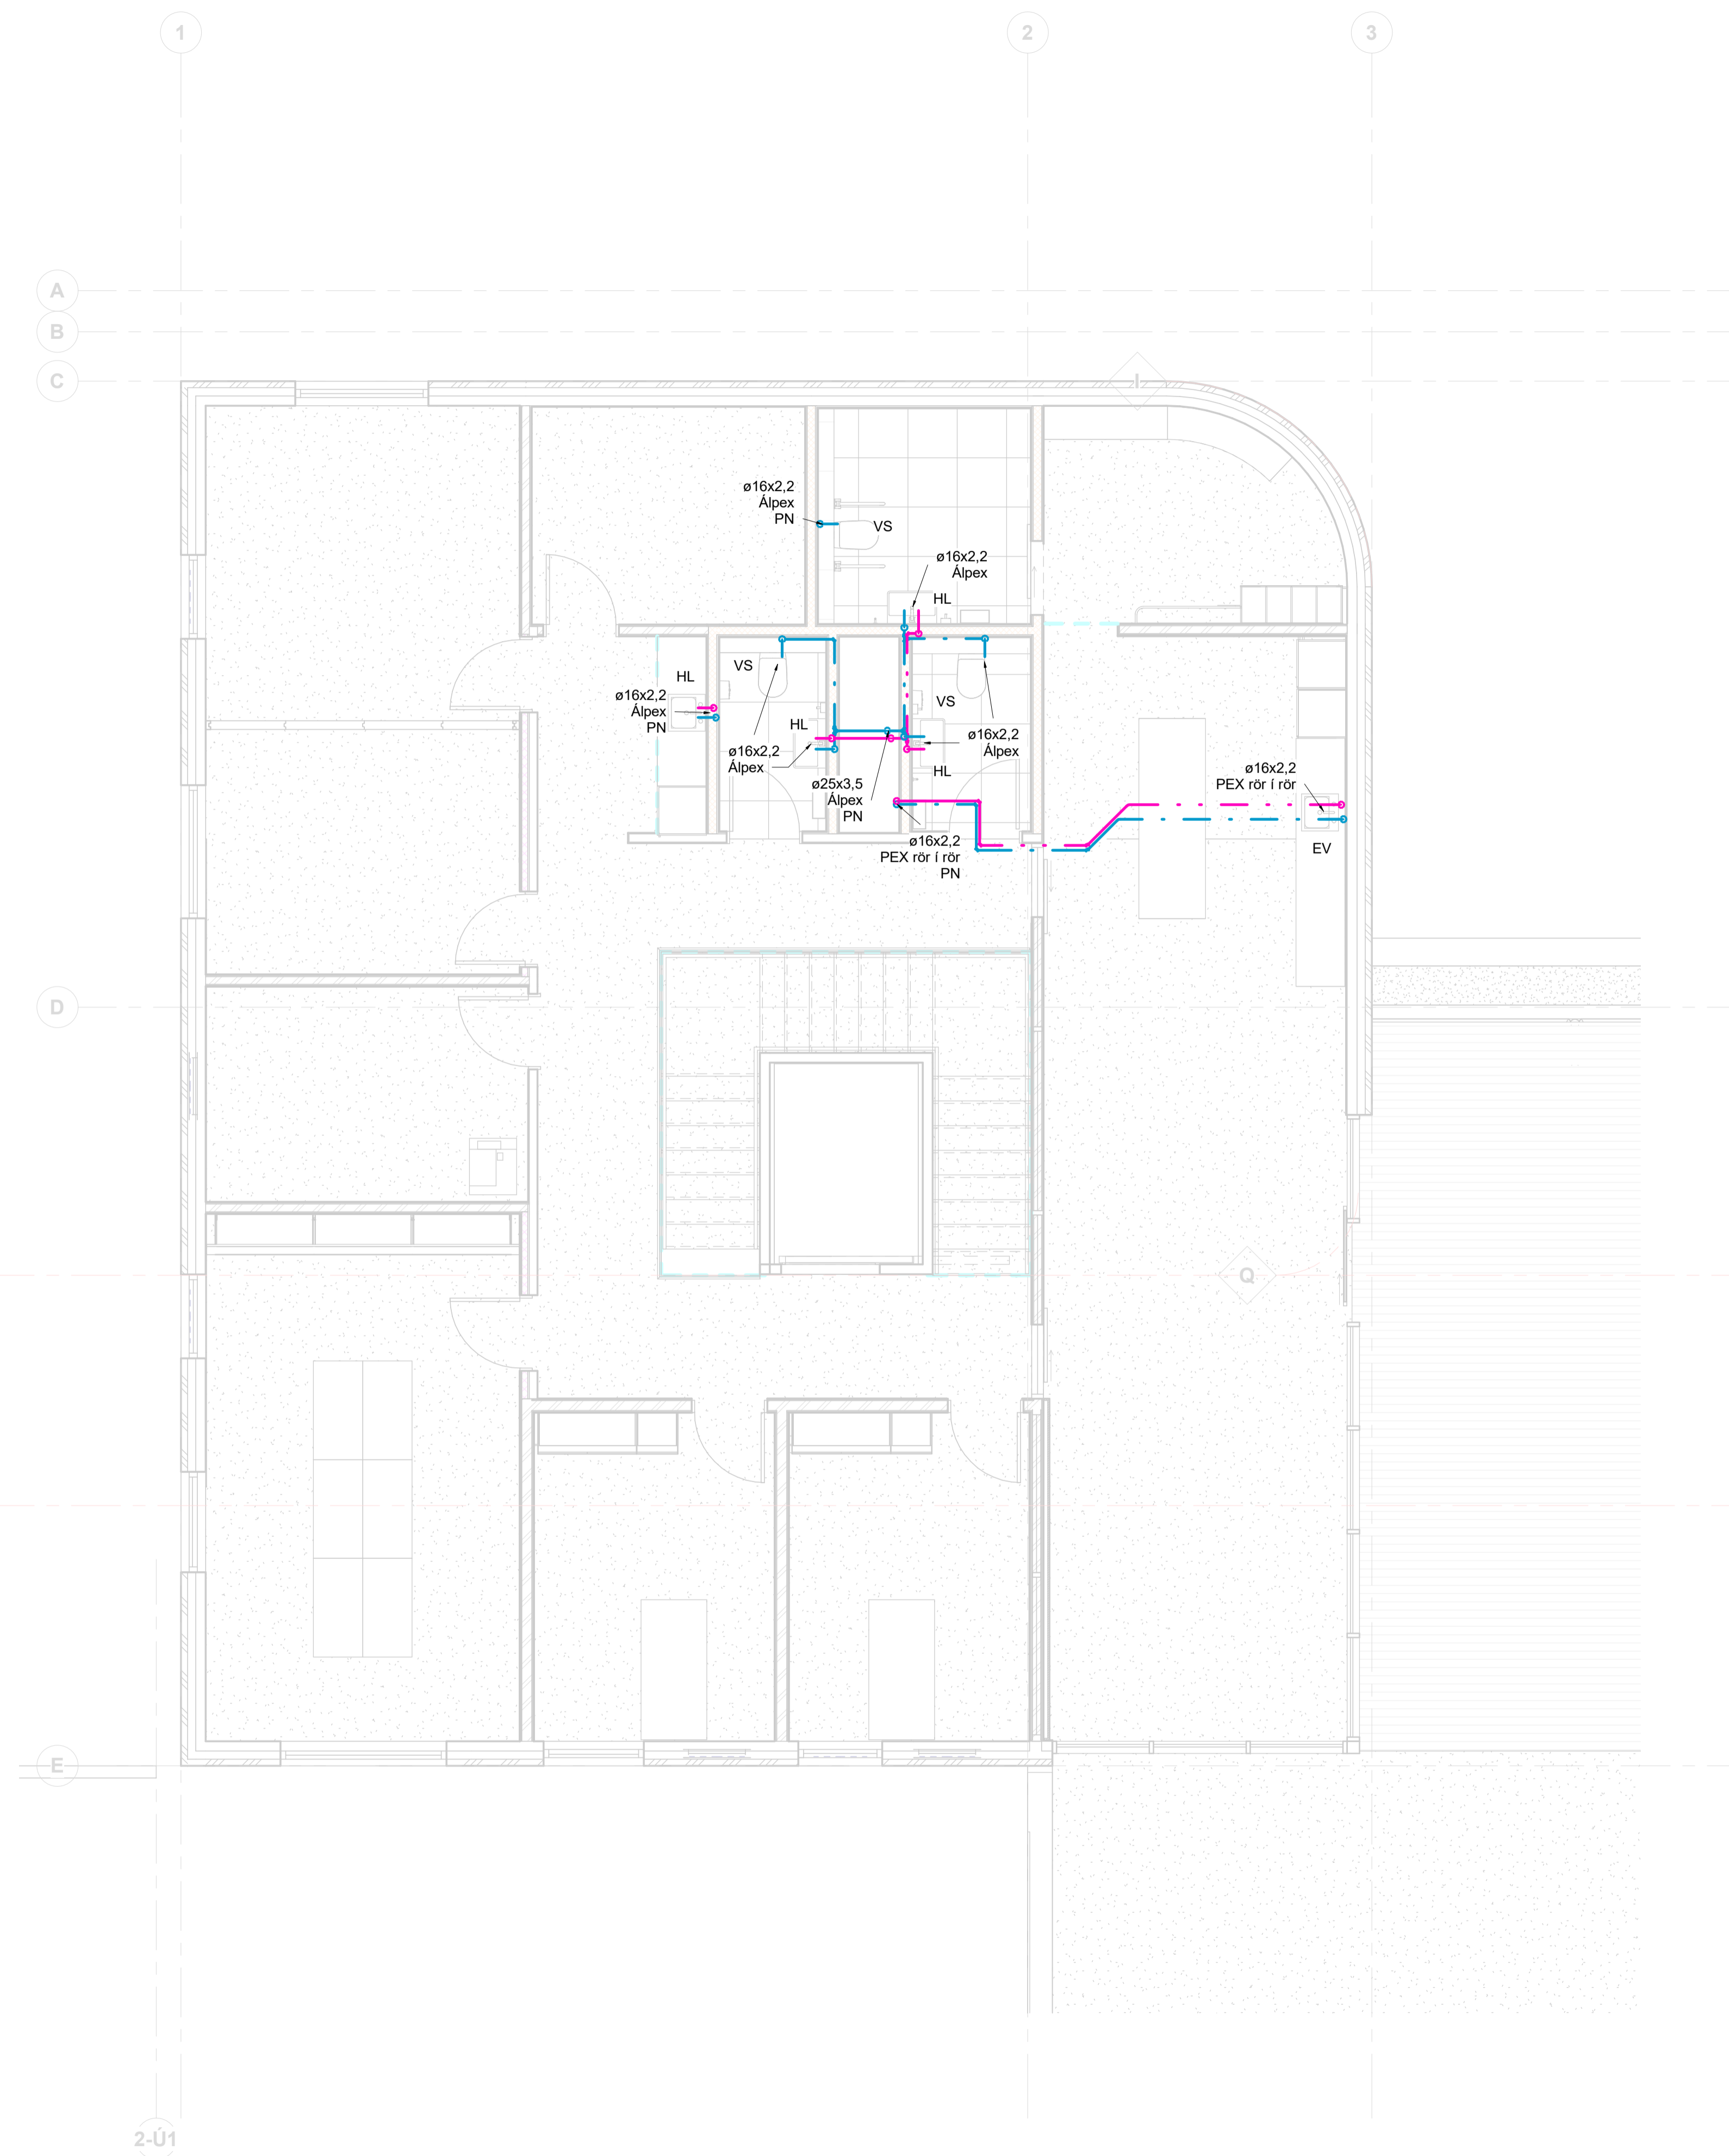 1
2
3
A
B
C
I
ø16x2,2
Álpex
PN
VS
ø16x2,2
Álpex
HL
HL
VS
ø16x2,2
Álpex
PN
VS
HL
ø16x2,2
Álpex
ø16x2,2
Álpex
HL
ø25x3,5
Álpex
PN
ø16x2,2
PEX rör í rör
ø16x2,2
PEX rör í rör
PN
EV
D
Q
E
2-Ú1